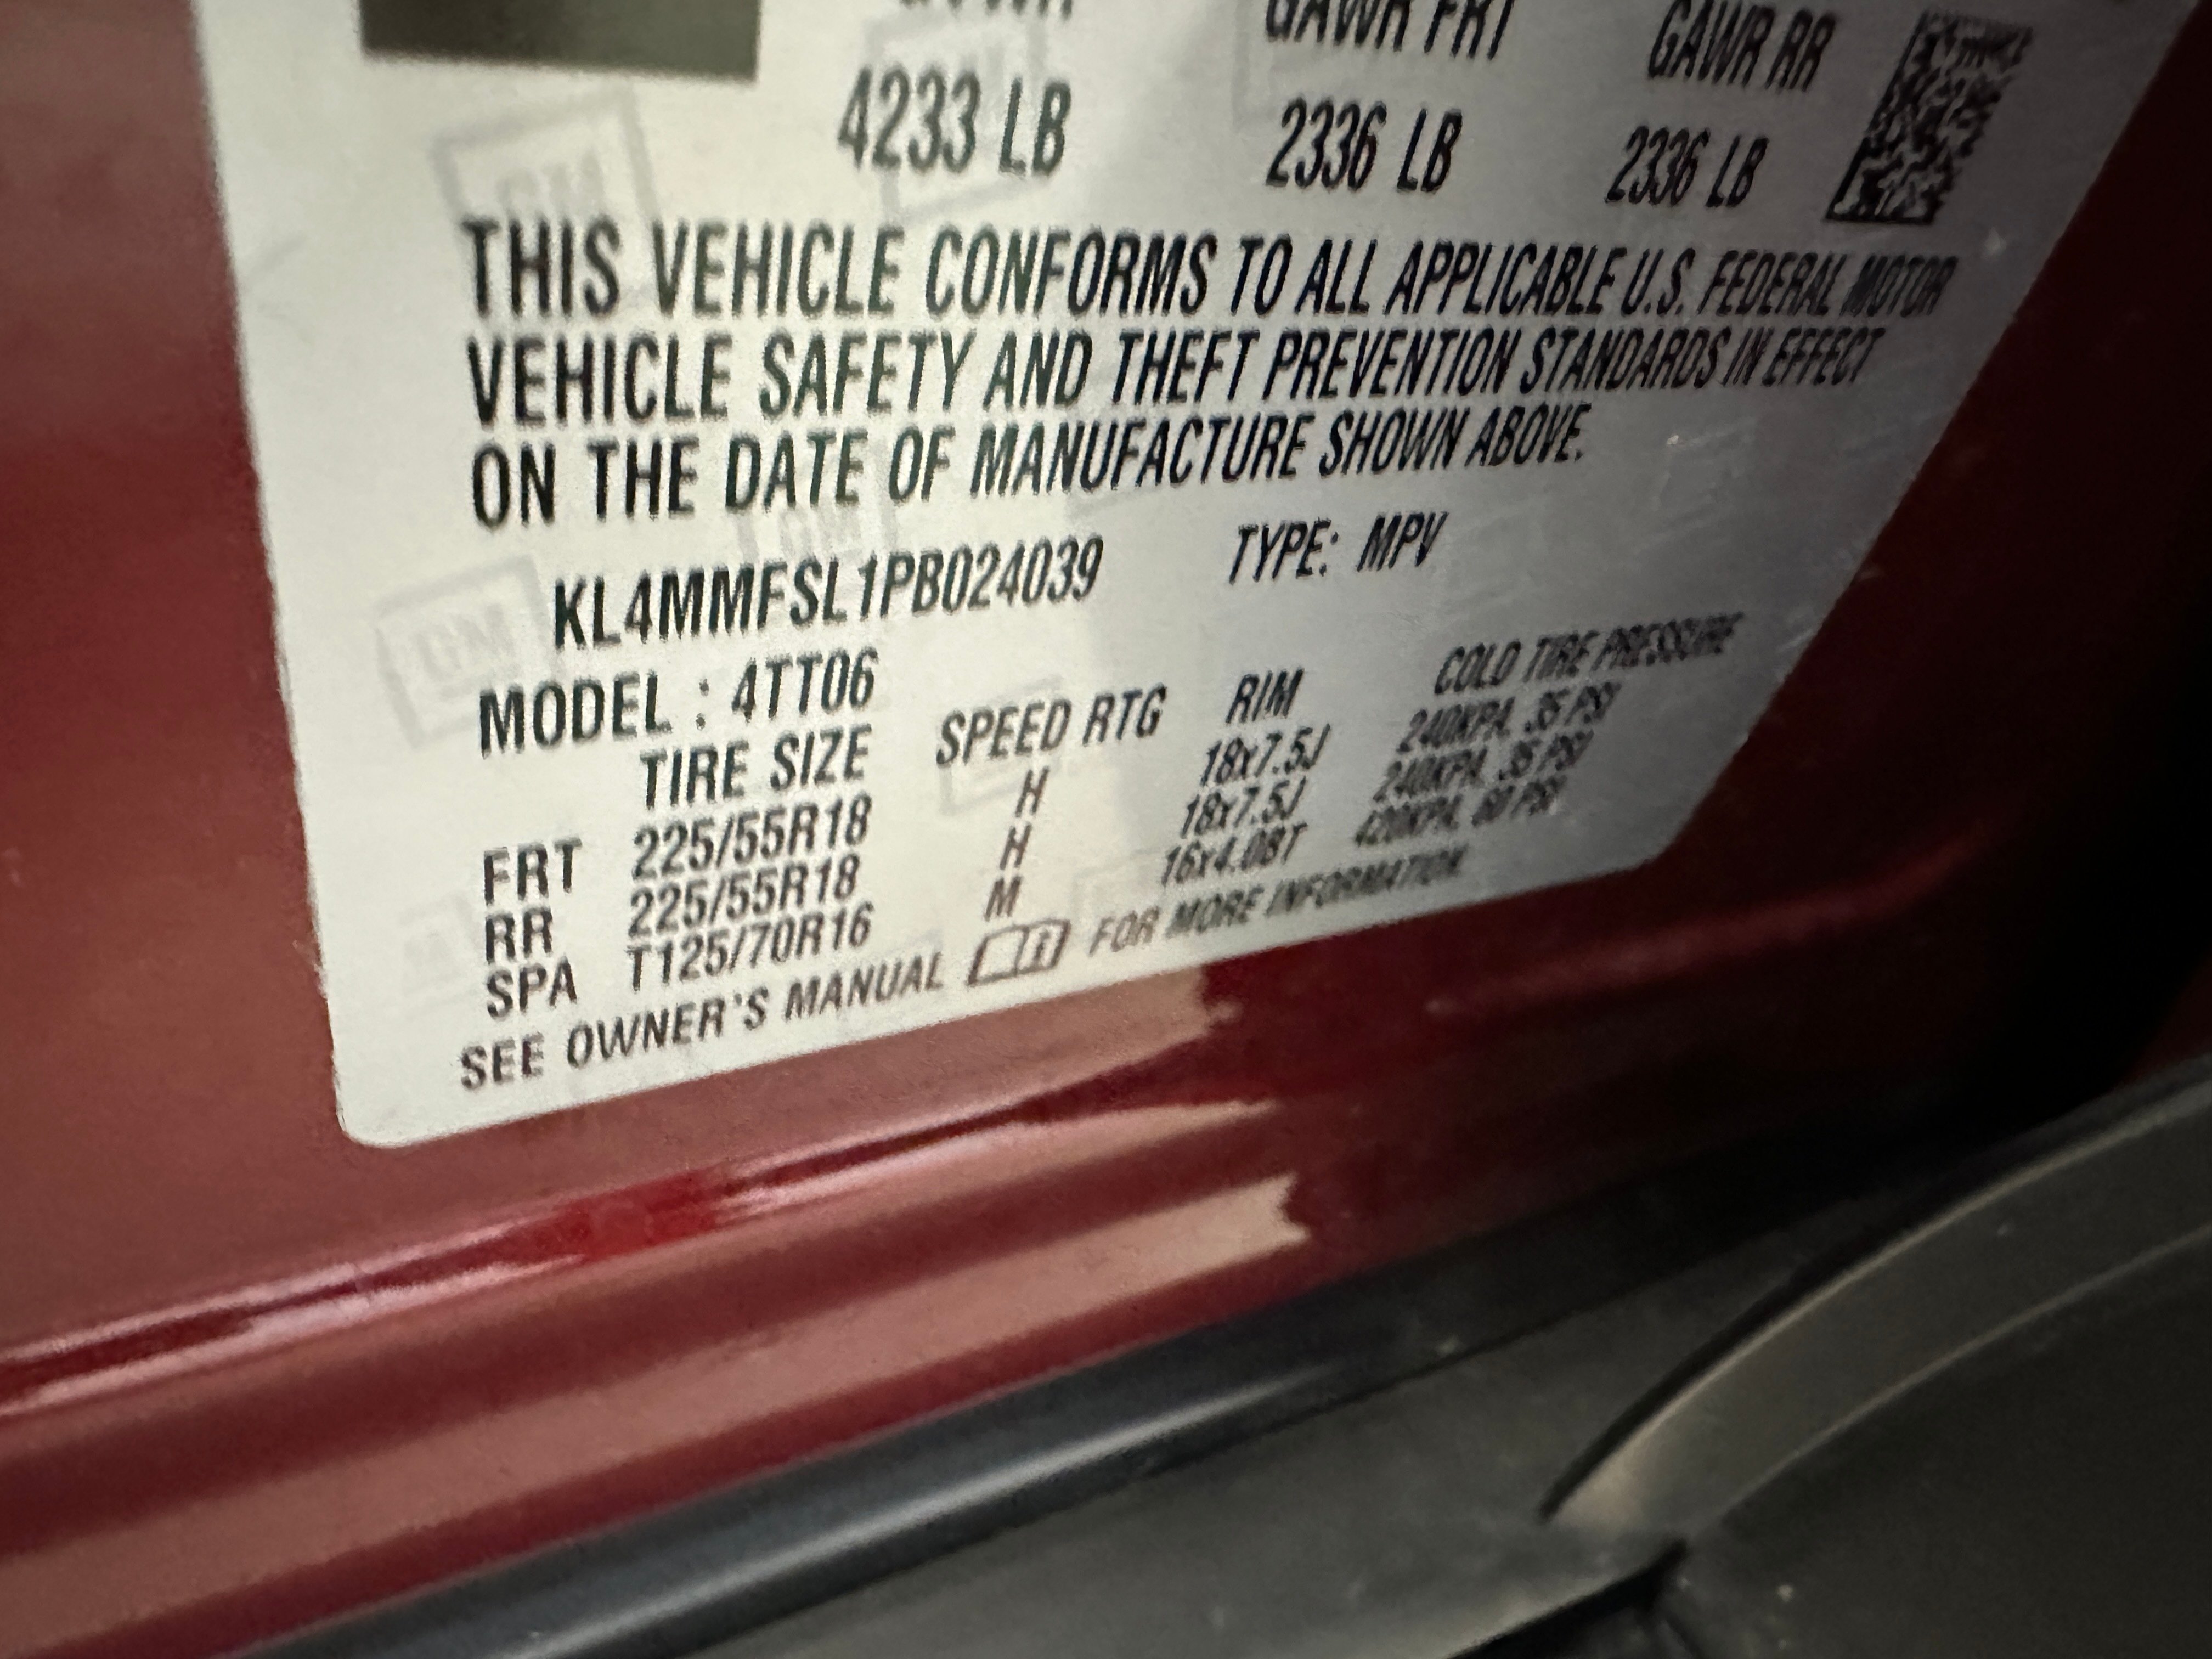 GAWR FRT GAWR RR
4233 LB 2336 LB 2336 LB
THIS VEHICLE CONFORMS TO ALL APPLICABLE U.S. FEDERAL MOTOR
VEHICLE SAFETY AND THEFT PREVENTION STANDARDS IN EFFECT
ON THE DATE OF MANUFACTURE SHOWN ABOVE.
KL4MMFSL1PB024039 TYPE: MPV
MODEL : 4TT06
TIRE SIZE SPEED RTG RIM COLD TIRE PRESSURE
FRT 225/55R18 H 18x7.5J 240KPA, 35 PSI
RR 225/55R18 H 18x7.5J 240KPA, 35 PSI
SPA T125/70R16 M 16x4.0BT 420KPA, 60 PSI
SEE OWNER'S MANUAL FOR MORE INFORMATION